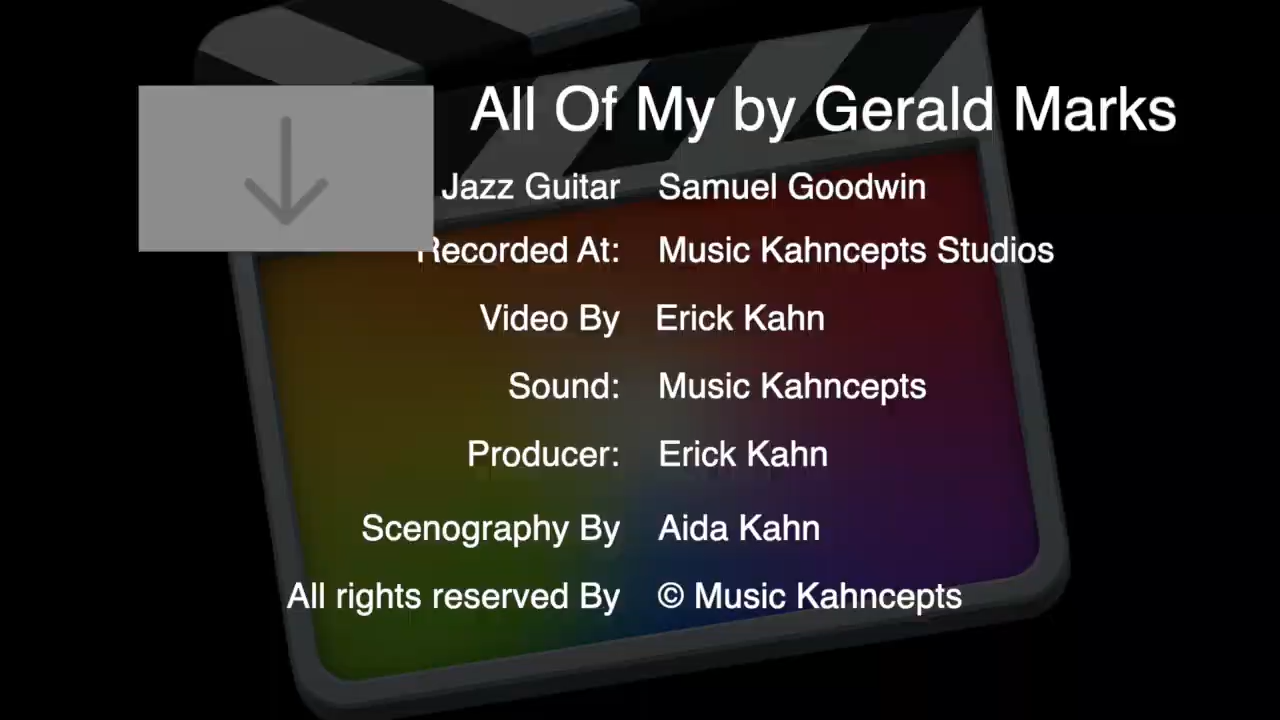 All Of My by Gerald Marks
Jazz Guitar Samuel Goodwin
Recorded At: Music Kahncepts Studios
Video By Erick Kahn
Sound: Music Kahncepts
Producer: Erick Kahn
Scenography By Aida Kahn
All rights reserved By © Music Kahncepts